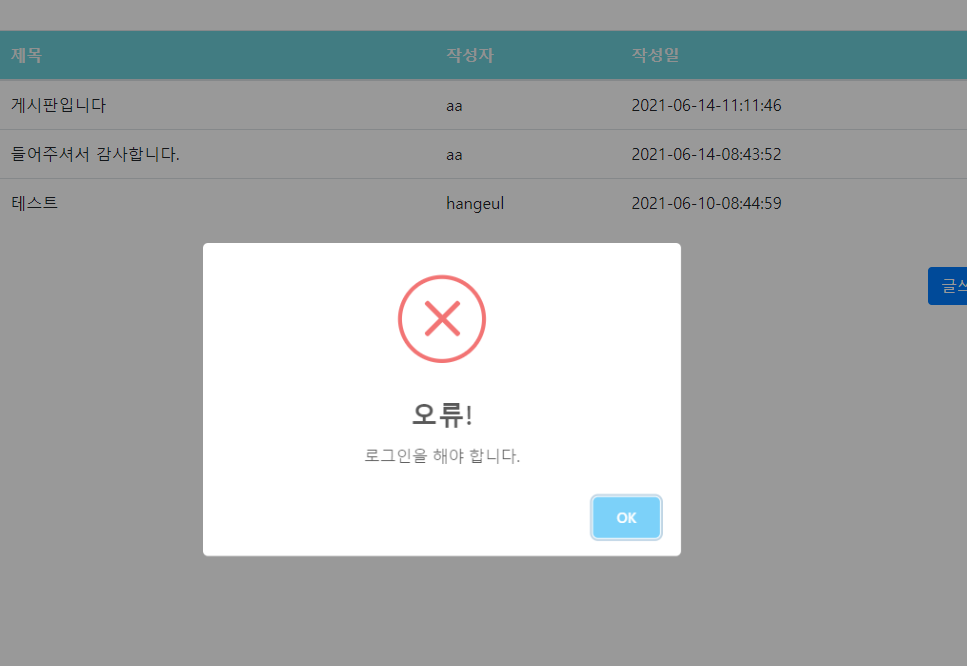 제목 작성자 작성일
게시판입니다 aa 2021-06-14-11:11:46
들어주셔서 감사합니다. aa 2021-06-14-08:43:52
테스트 hangeul 2021-06-10-08:44:59
오류!
로그인을 해야 합니다.
OK